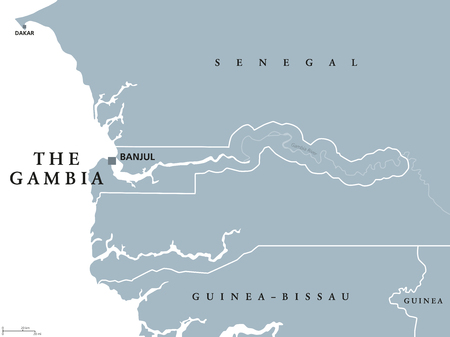 DAKAR
SENEGAL
BANJUL
THE
GAMBIA
GUINEA-BISSAU
GUINEA